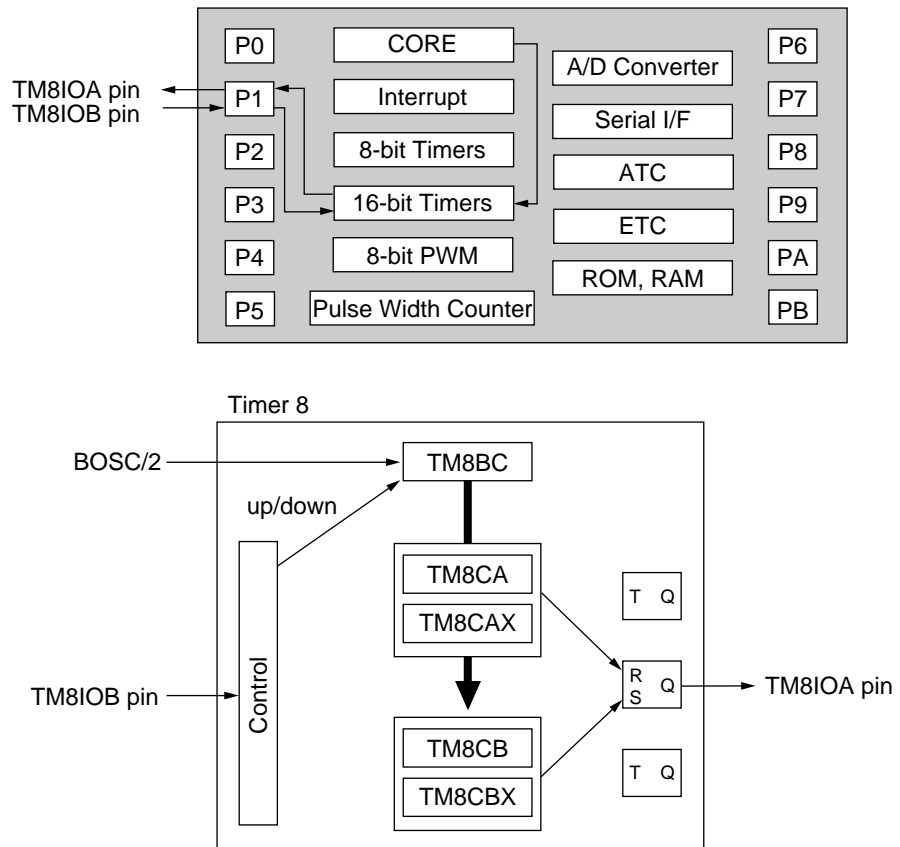 P0
CORE
P6
A/D Converter
TM8IOA pin
P1
Interrupt
P7
TM8IOB pin
Serial I/F
P2
8-bit Timers
P8
ATC
P3
16-bit Timers
P9
ETC
P4
8-bit PWM
PA
ROM, RAM
P5
Pulse Width Counter
PB
Timer 8
BOSC/2
TM8BC
up/down
TM8CA
T Q
TM8CAX
Control
TM8IOB pin
R
S
Q
TM8IOA pin
TM8CB
T Q
TM8CBX